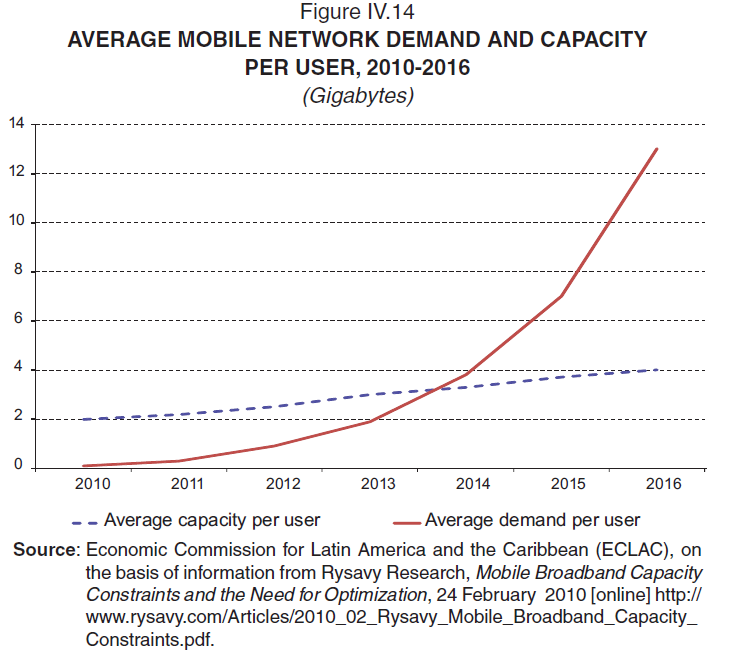 Figure IV.14
AVERAGE MOBILE NETWORK DEMAND AND CAPACITY
PER USER, 2010-2016
(Gigabytes)
14
12
10
8
6
4
2
0
2010 2011 2012 2013 2014 2015 2016
Average capacity per user Average demand per user
Source: Economic Commission for Latin America and the Caribbean (ECLAC), on
the basis of information from Rysavy Research, Mobile Broadband Capacity
Constraints and the Need for Optimization, 24 February 2010 [online] http://
www.rysavy.com/Articles/2010_02_Rysavy_Mobile_Broadband_Capacity_
Constraints.pdf.